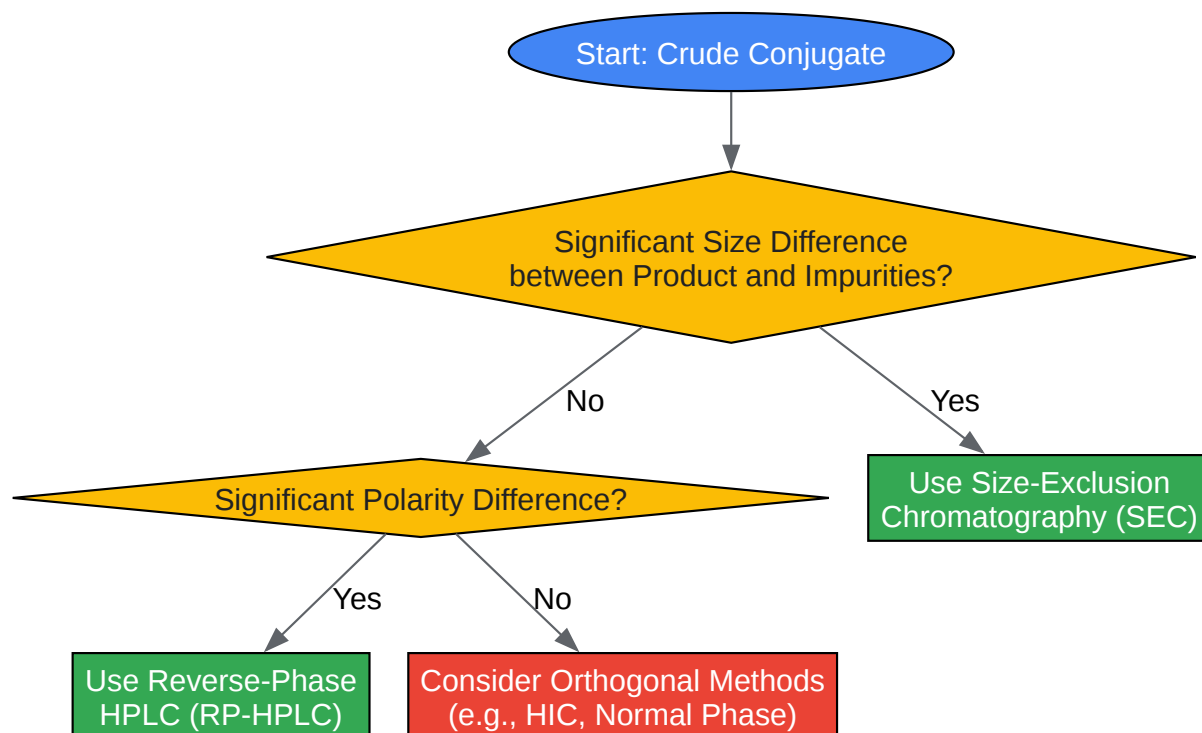 Start: Crude Conjugate
Significant Size Difference
between Product and Impurities?
No
Yes
Significant Polarity Difference?
Use Size-Exclusion
Chromatography (SEC)
Yes
No
Use Reverse-Phase
HPLC (RP-HPLC)
Consider Orthogonal Methods
(e.g., HIC, Normal Phase)